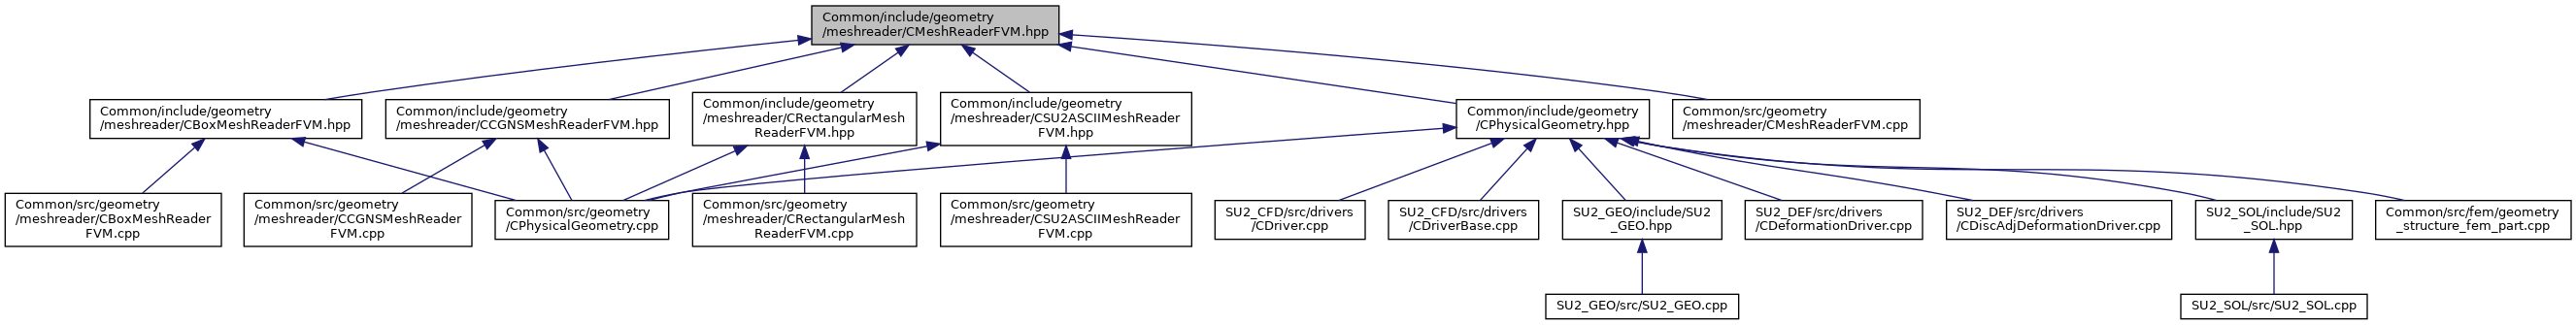 Common/include/geometry
/meshreader/CMeshReaderFVM.hpp
Common/include/geometry
/meshreader/CBoxMeshReaderFVM.hpp
Common/include/geometry
/meshreader/CCGNSMeshReaderFVM.hpp
Common/include/geometry
/meshreader/CRectangularMesh
ReaderFVM.hpp
Common/include/geometry
/meshreader/CSU2ASCIIMeshReader
FVM.hpp
Common/include/geometry
/CPhysicalGeometry.hpp
Common/src/geometry
/meshreader/CMeshReaderFVM.cpp
Common/src/geometry
/meshreader/CBoxMeshReader
FVM.cpp
Common/src/geometry
/meshreader/CCGNSMeshReader
FVM.cpp
Common/src/geometry
/CPhysicalGeometry.cpp
Common/src/geometry
/meshreader/CRectangularMesh
ReaderFVM.cpp
Common/src/geometry
/meshreader/CSU2ASCIIMeshReader
FVM.cpp
SU2_CFD/src/drivers
/CDriver.cpp
SU2_CFD/src/drivers
/CDriverBase.cpp
SU2_GEO/include/SU2
_GEO.hpp
SU2_DEF/src/drivers
/CDeformationDriver.cpp
SU2_DEF/src/drivers
/CDiscAdjDeformationDriver.cpp
SU2_SOL/include/SU2
_SOL.hpp
Common/src/fem/geometry
_structure_fem_part.cpp
SU2_GEO/src/SU2_GEO.cpp
SU2_SOL/src/SU2_SOL.cpp